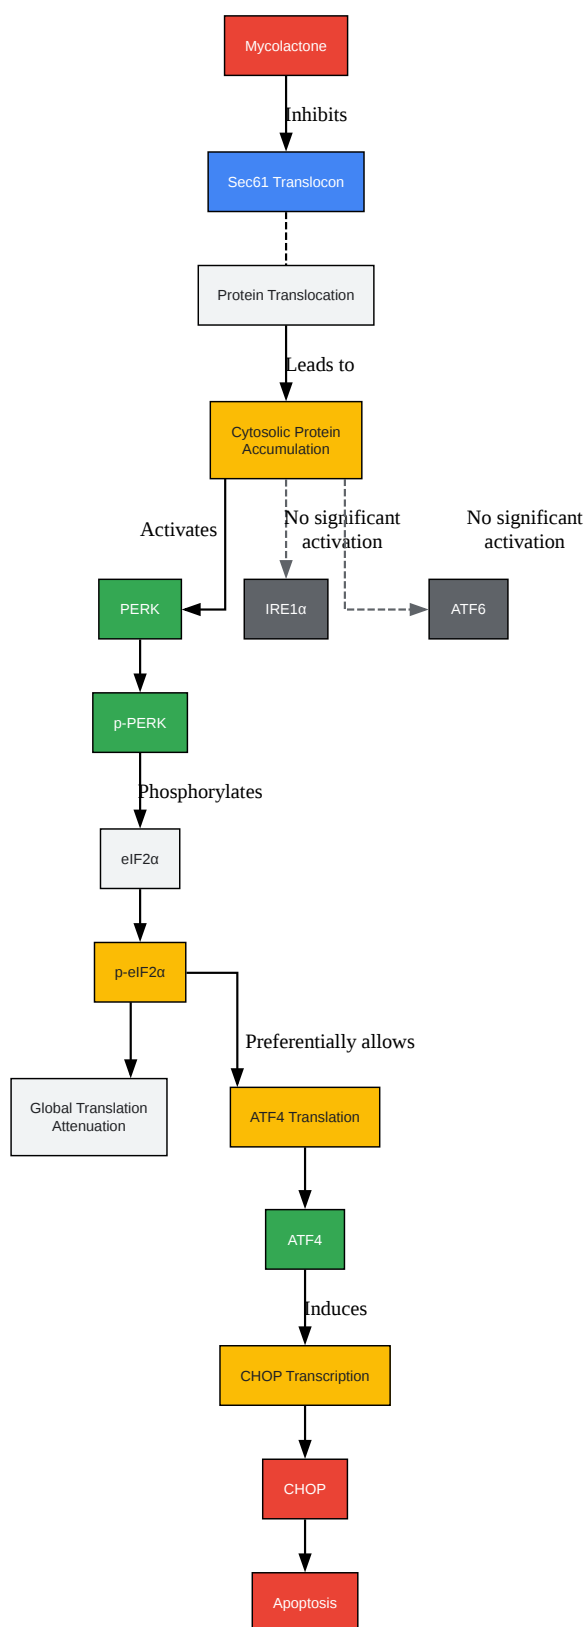 Mycolactone
Inhibits
Sec61 Translocon
Protein Translocation
Leads to
Cytosolic Protein
Accumulation
Activates
No significant
activation
No significant
activation
PERK
IRE1α
ATF6
p-PERK
Phosphorylates
eIF2α
p-eIF2α
Preferentially allows
Global Translation
Attenuation
ATF4 Translation
ATF4
Induces
CHOP Transcription
CHOP
Apoptosis